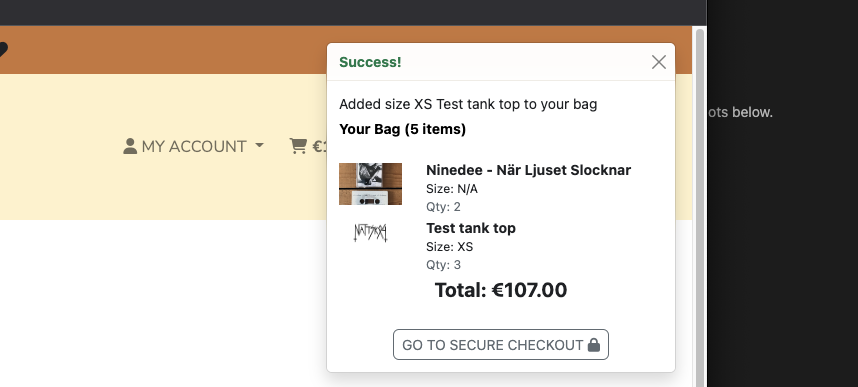 Success!
Added size XS Test tank top to your bag
Your Bag (5 items)
ots below.
MY ACCOUNT
€1
Ninedee - När Ljuset Slocknar
Size: N/A
Qty: 2
Test tank top
Size: XS
Qty: 3
Total: €107.00
GO TO SECURE CHECKOUT